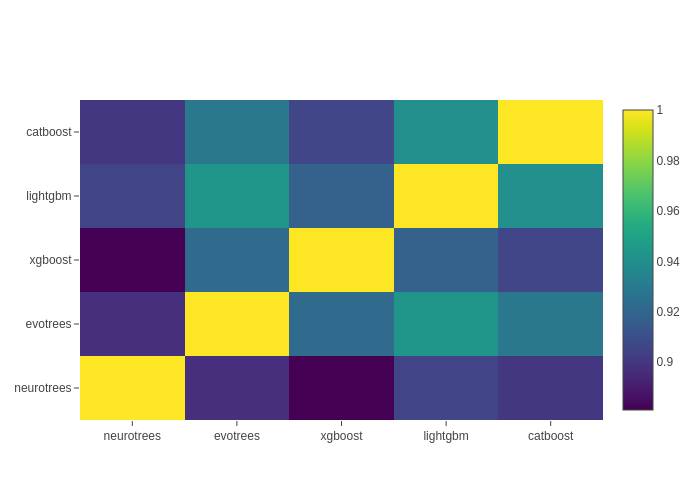 catboost
lightgbm
xgboost
evotrees
neurotrees
neurotrees evotrees xgboost lightgbm catboost
1
0.98
0.96
0.94
0.92
0.9